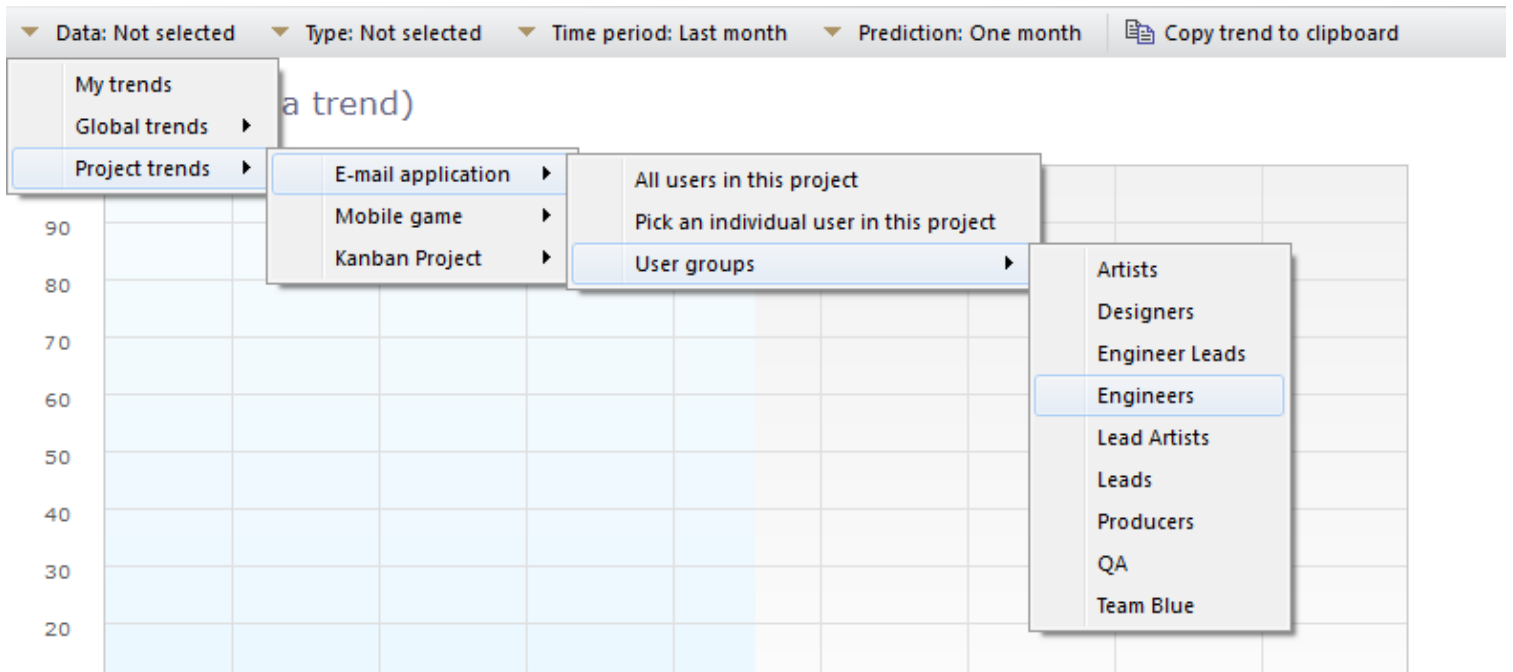 Data: Not selected Type: Not selected Time period: Last month Prediction: One month Copy trend to clipboard
My trends
a trend)
Global trends
Project trends
E-mail application
Mobile game
Kanban Project
All users in this project
Pick an individual user in this project
User groups
Artists
Designers
Engineer Leads
Engineers
Lead Artists
Leads
Producers
QA
Team Blue
90
80
70
60
50
40
30
20